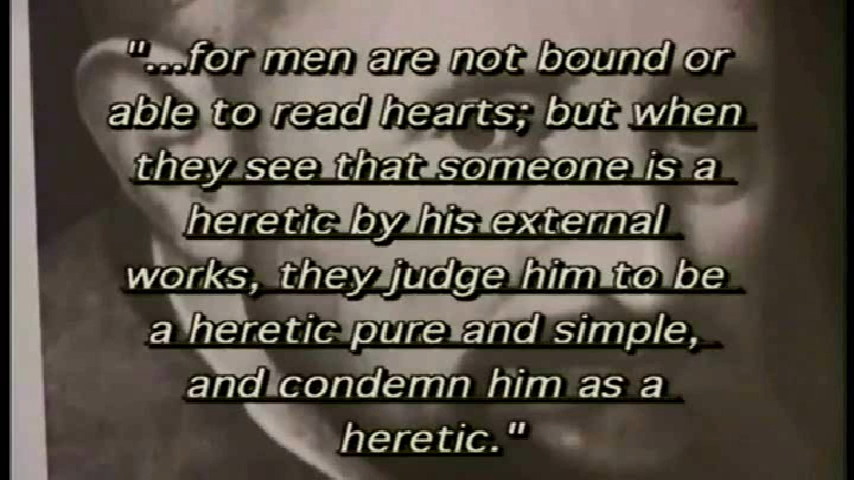 "...for men are not bound or
able to read hearts; but when
they see that someone is a
heretic by his external
works, they judge him to be
a heretic pure and simple,
and condemn him as a
heretic."